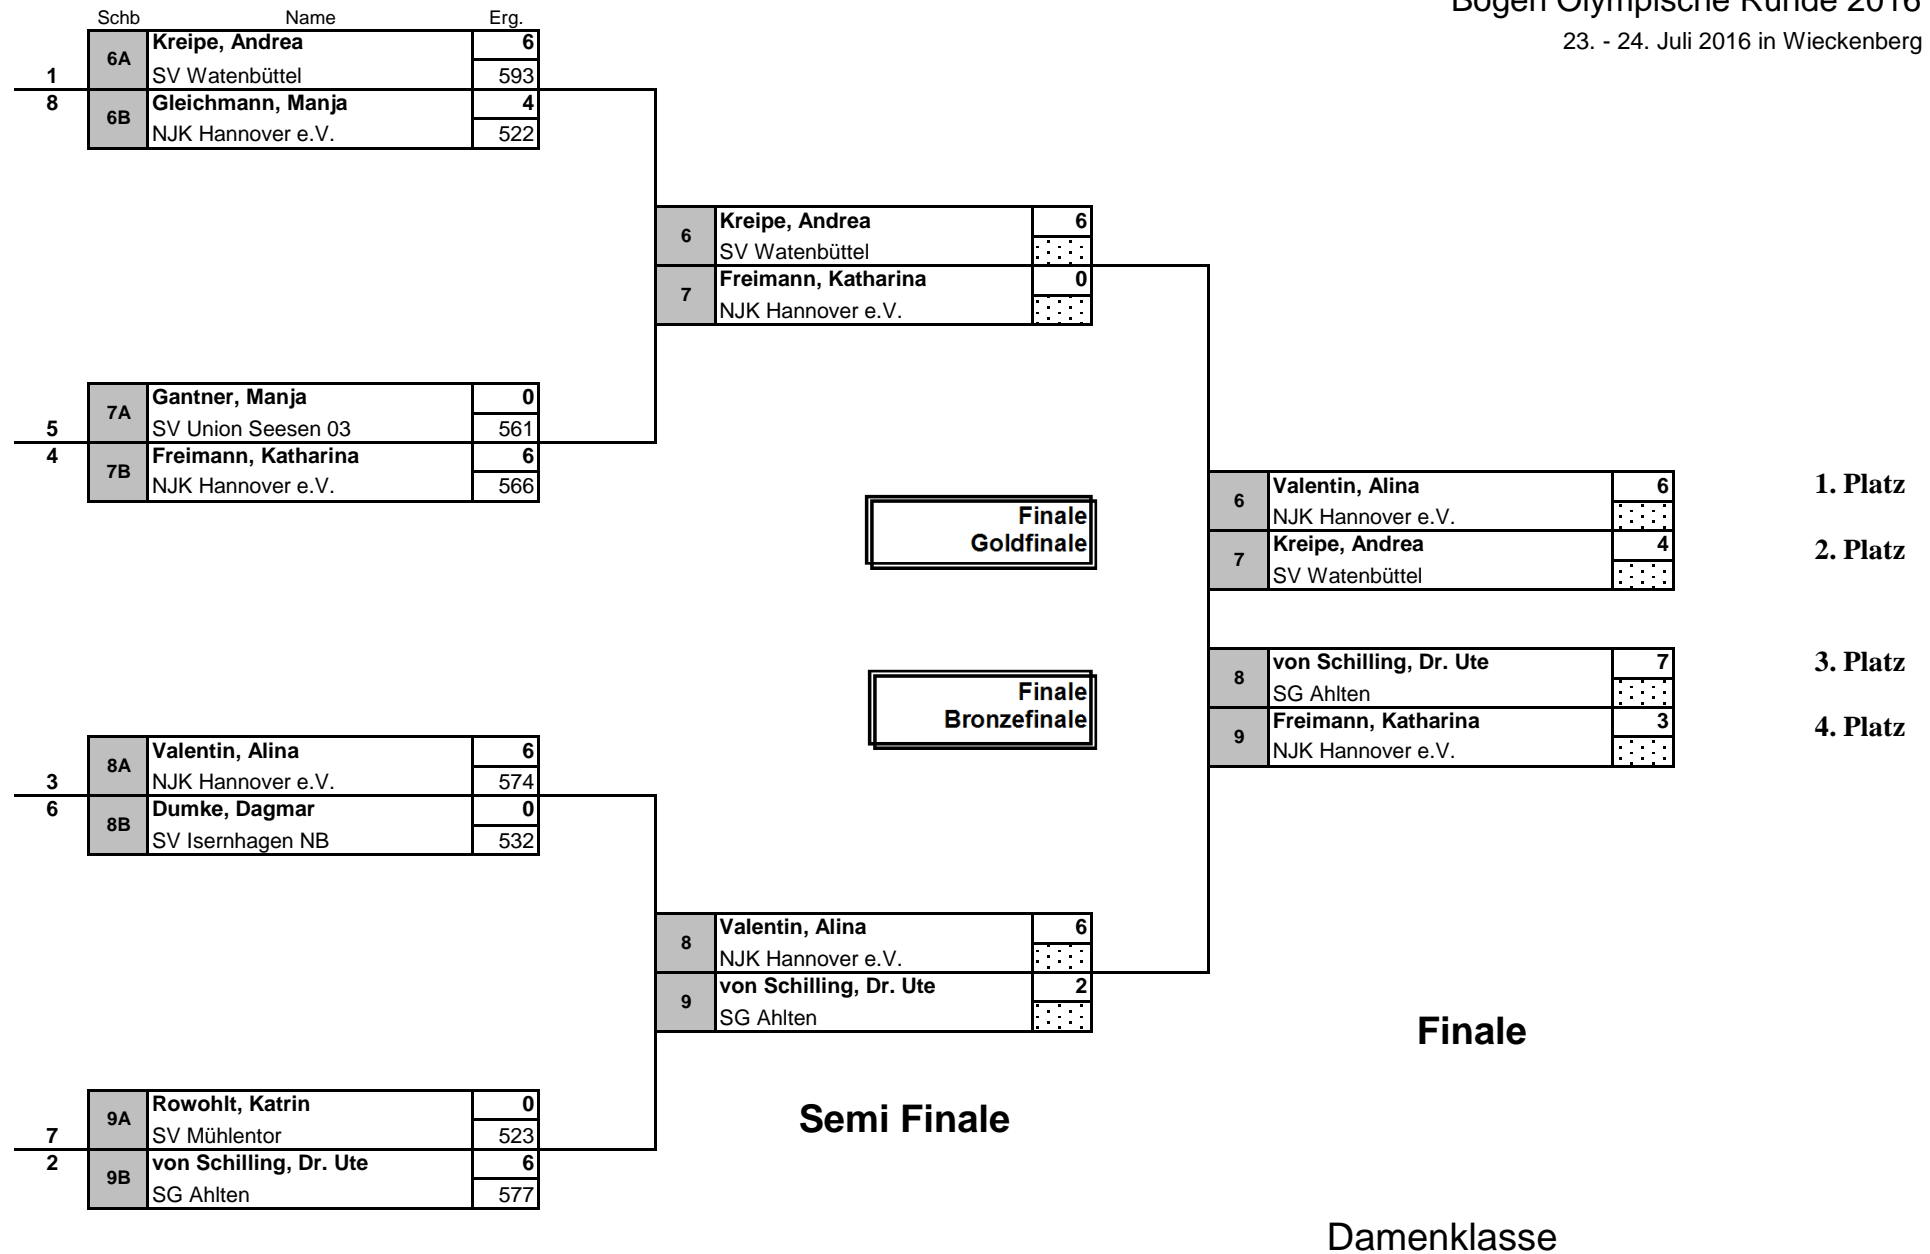 Bogen Olympische Runde 2016
23. - 24. Juli 2016 in Wieckenberg
Schb Name Erg.
6A Kreipe, Andrea 6
1 SV Watenbüttel 593
8 6B Gleichmann, Manja 4
NJK Hannover e.V. 522
6 Kreipe, Andrea 6
SV Watenbüttel
7 Freimann, Katharina 0
NJK Hannover e.V.
7A Gantner, Manja 0
5 SV Union Seesen 03 561
4 7B Freimann, Katharina 6
NJK Hannover e.V. 566
Finale
Goldfinale
6 Valentin, Alina 6 1. Platz
NJK Hannover e.V.
7 Kreipe, Andrea 4 2. Platz
SV Watenbüttel
Finale
Bronzefinale
8 von Schilling, Dr. Ute 7 3. Platz
SG Ahlten
9 Freimann, Katharina 3 4. Platz
NJK Hannover e.V.
8A Valentin, Alina 6
3 NJK Hannover e.V. 574
6 8B Dumke, Dagmar 0
SV Isernhagen NB 532
8 Valentin, Alina 6
NJK Hannover e.V.
9 von Schilling, Dr. Ute 2
SG Ahlten
Finale
Semi Finale
9A Rowohlt, Katrin 0
7 SV Mühlentor 523
2 9B von Schilling, Dr. Ute 6
SG Ahlten 577
Damenklasse